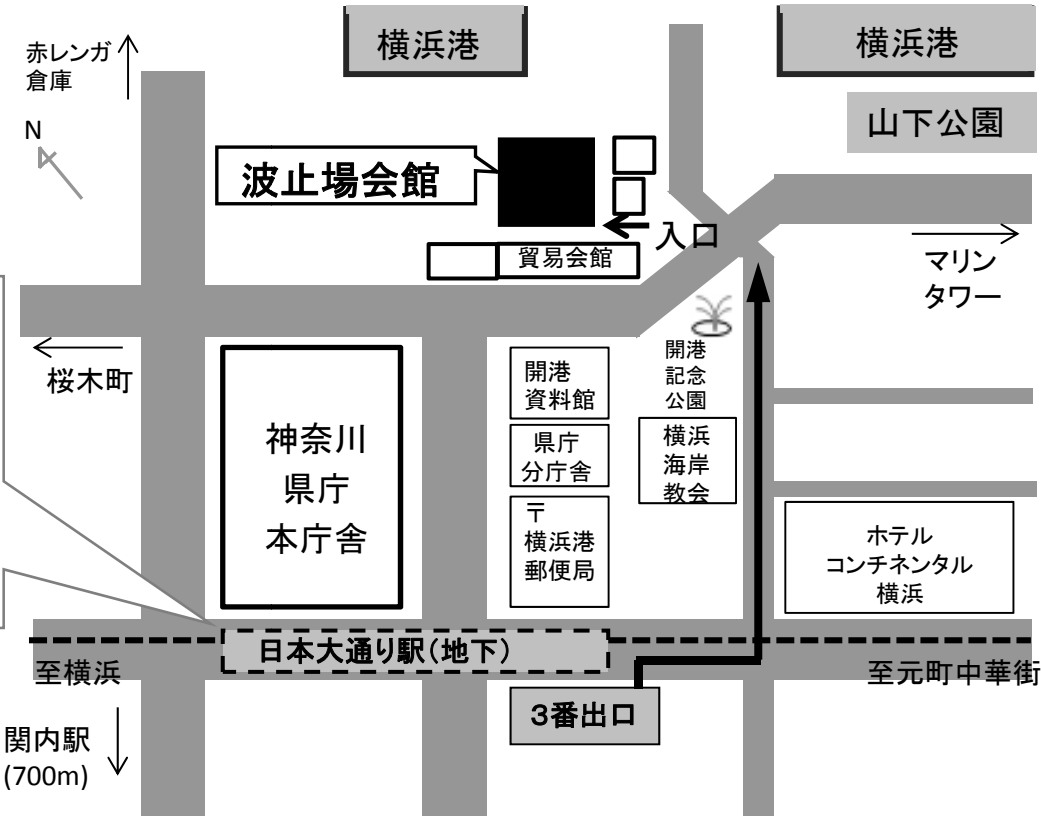 横浜港
横浜港
赤レンガ
倉庫
N
山下公園
波止場会館
入口
貿易会館
マリン
タワー
桜木町
開港
資料館
開港
記念
公園
神奈川
県庁
本庁舎
県庁
分庁舎
横浜
海岸
教会
〒
横浜港
郵便局
ホテル
コンチネンタル
横浜
日本大通り駅(地下)
至横浜
至元町中華街
3番出口
関内駅
(700m)